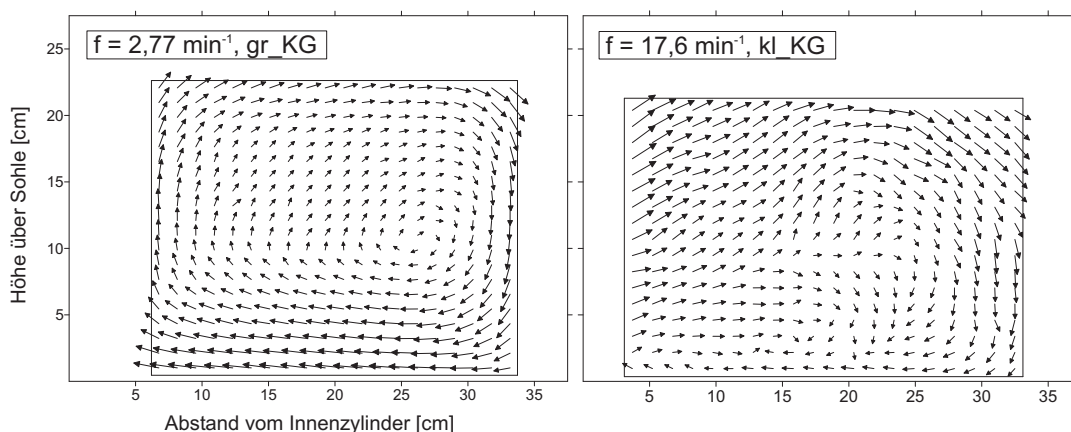 f = 2,77 min⁻¹, gr_KG
f = 17,6 min⁻¹, kl_KG
Höhe über Sohle [cm]
25
20
15
10
5
5 10 15 20 25 30 35
5 10 15 20 25 30 35
Abstand vom Innenzylinder [cm]